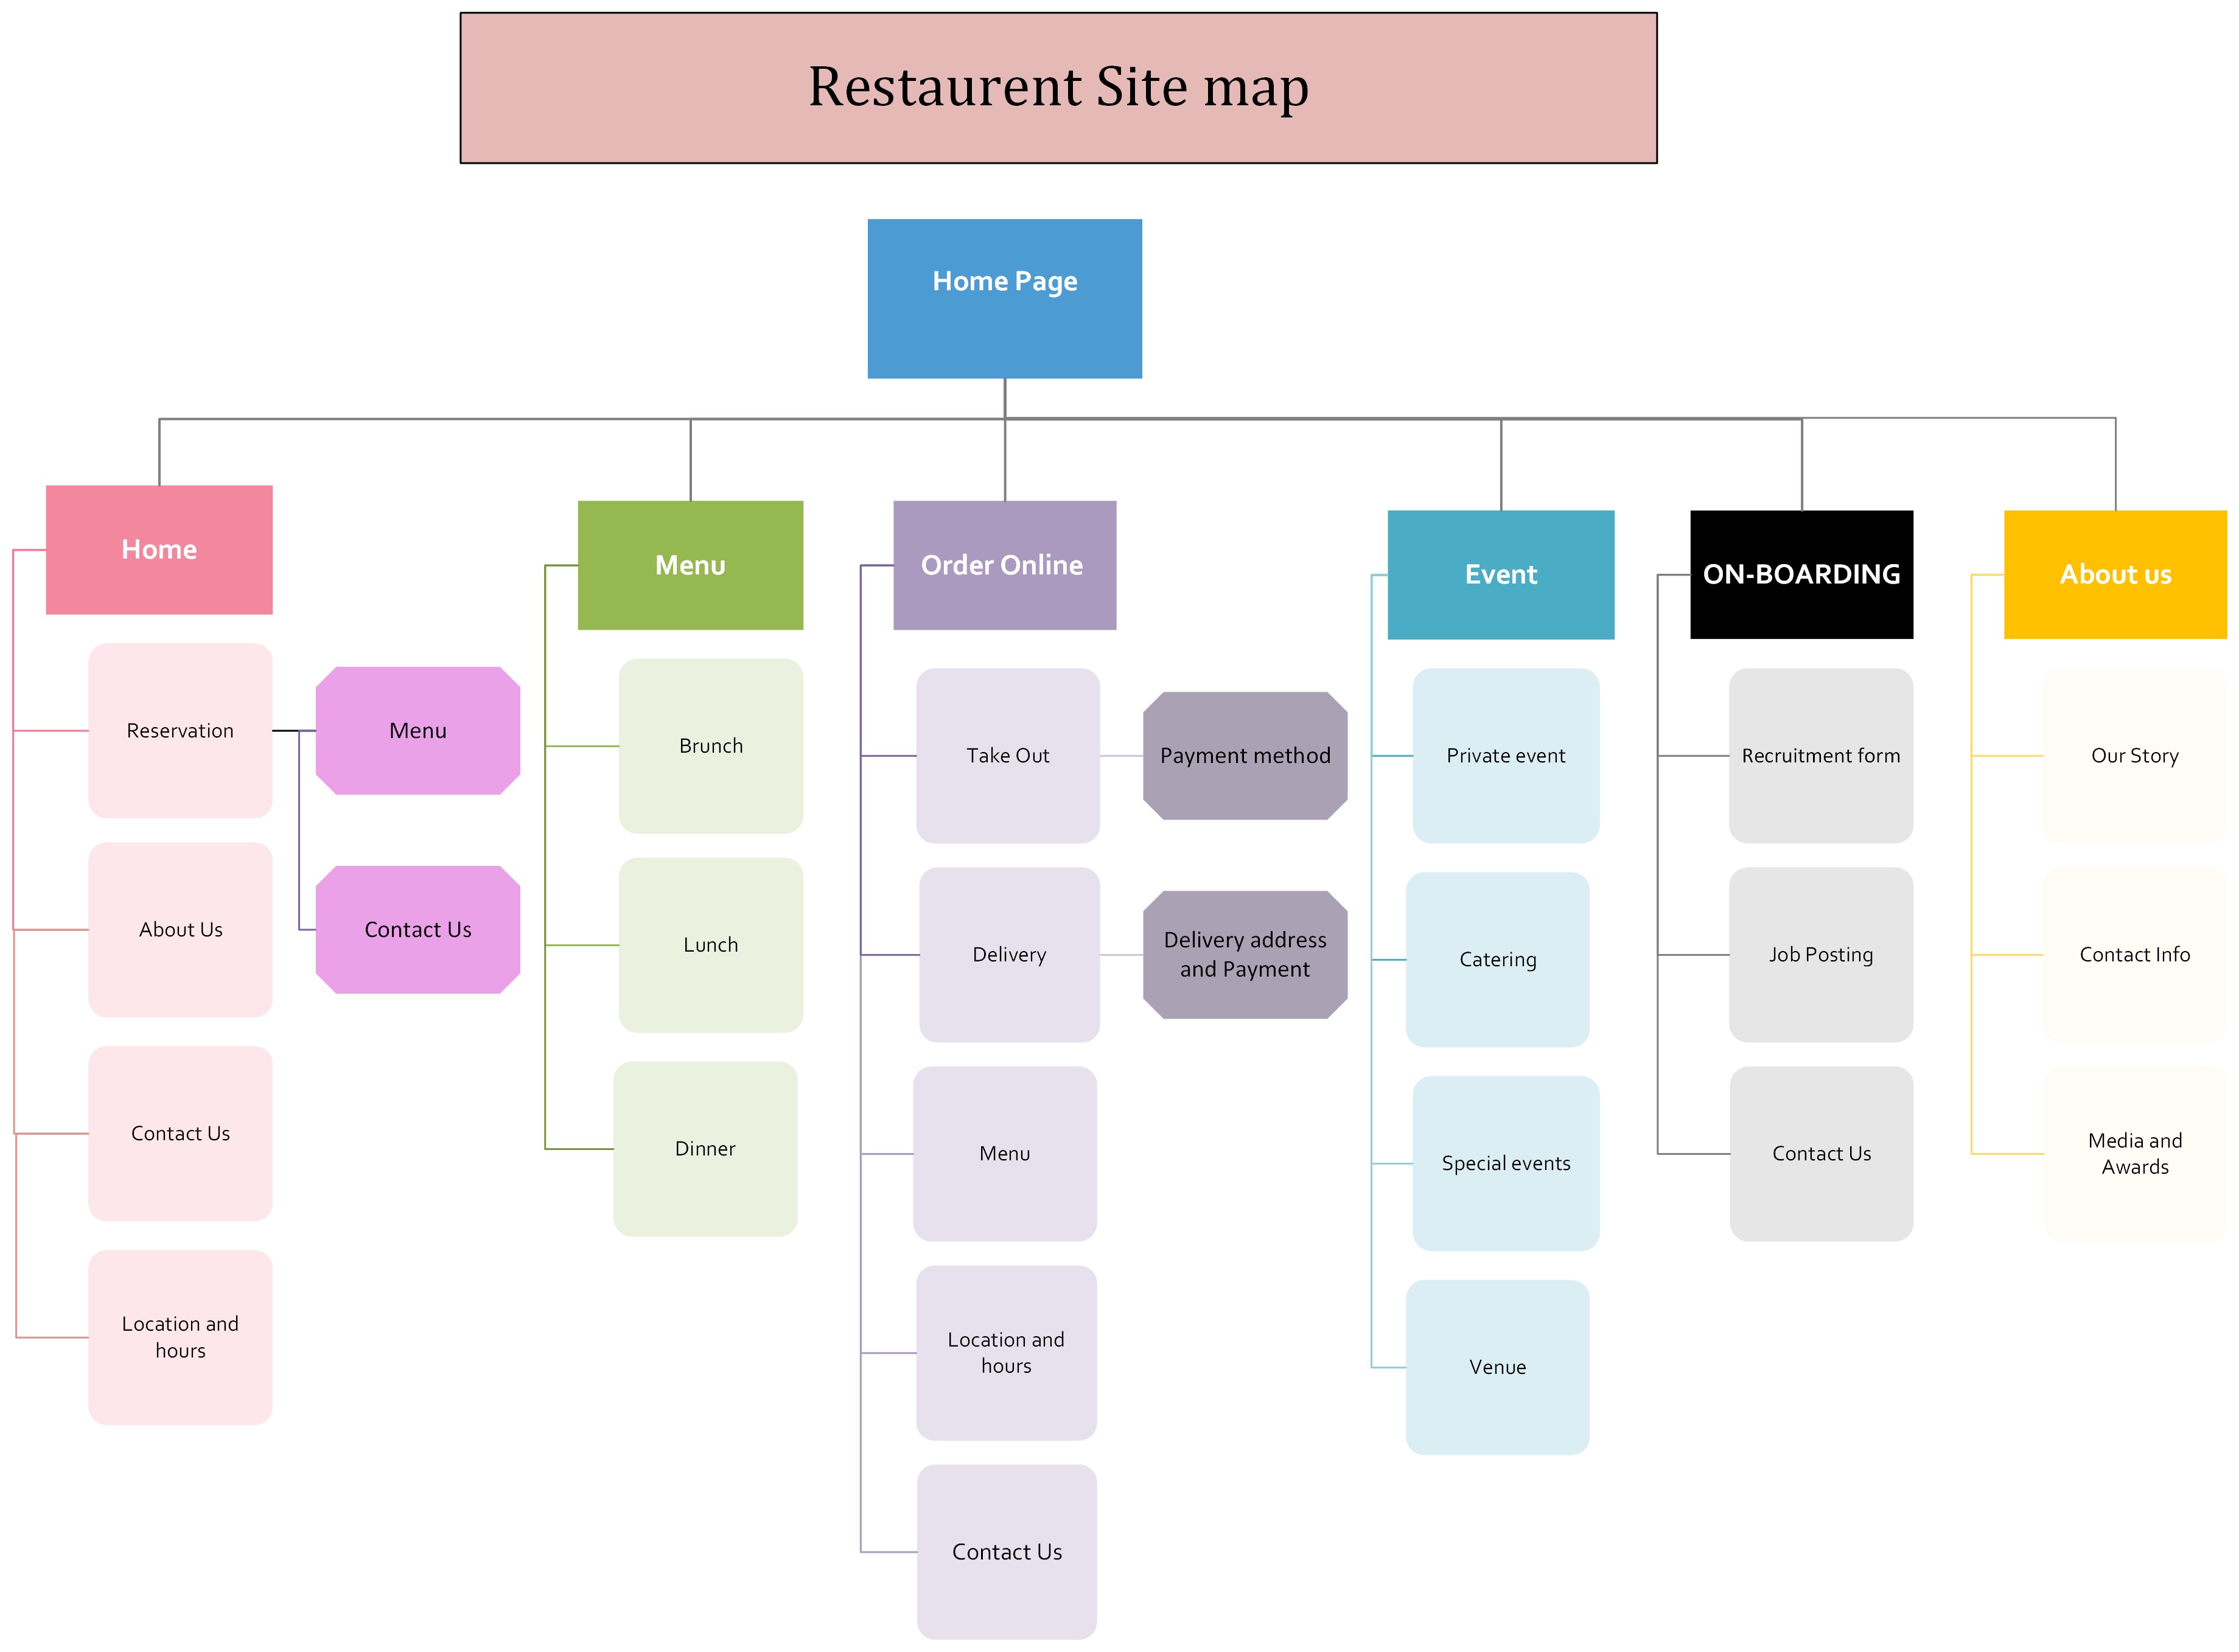 Restaurent Site map
Home Page
Home
Reservation
Menu
Contact Us
About Us
Contact Us
Location and
hours
Menu
Brunch
Lunch
Dinner
Order Online
Take Out
Payment method
Delivery
Delivery address
and Payment
Menu
Location and
hours
Contact Us
Event
Private event
Catering
Special events
Venue
ON-BOARDING
Recruitment form
Job Posting
Contact Us
About us
Our Story
Contact Info
Media and
Awards